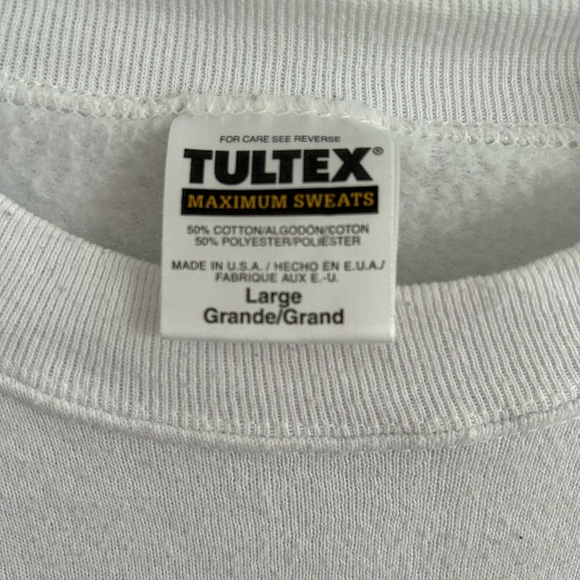 FOR CARE SEE REVERSE
TULTEX®
MAXIMUM SWEATS
50% COTTON/ALGODÓN/COTON
50% POLYESTER/POLIÉSTER
MADE IN U.S.A./ HECHO EN E.U.A./
FABRIQUE AUX E.-U.
Large
Grande/Grand